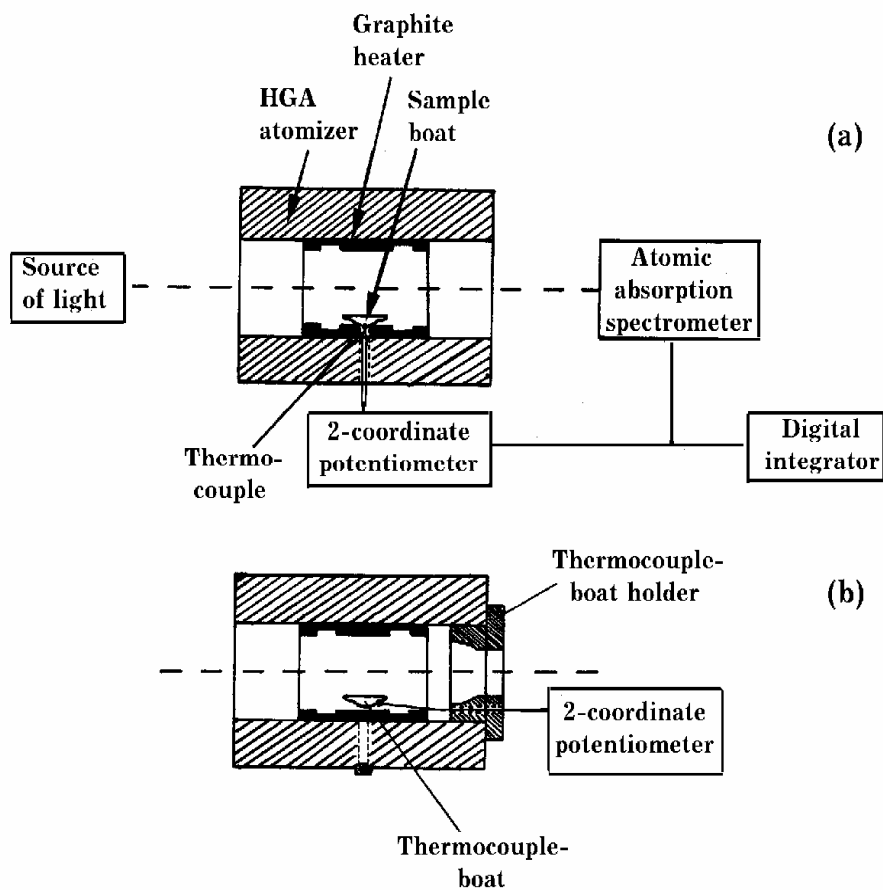 Graphite
heater
HGA
atomizer
Sample
boat
(a)
Source
of light
Atomic
absorption
spectrometer
2-coordinate
potentiometer
Digital
integrator
Thermo-
couple
Thermocouple-
boat holder
(b)
2-coordinate
potentiometer
Thermocouple-
boat